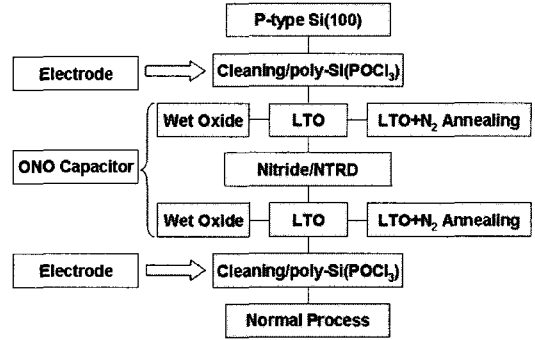 P-type Si(100)
Electrode
Cleaning/poly-Si(POCl₃)
Wet Oxide
LTO
LTO+N₂ Annealing
ONO Capacitor
Nitride/NTRD
Wet Oxide
LTO
LTO+N₂ Annealing
Electrode
Cleaning/poly-Si(POCl₃)
Normal Process